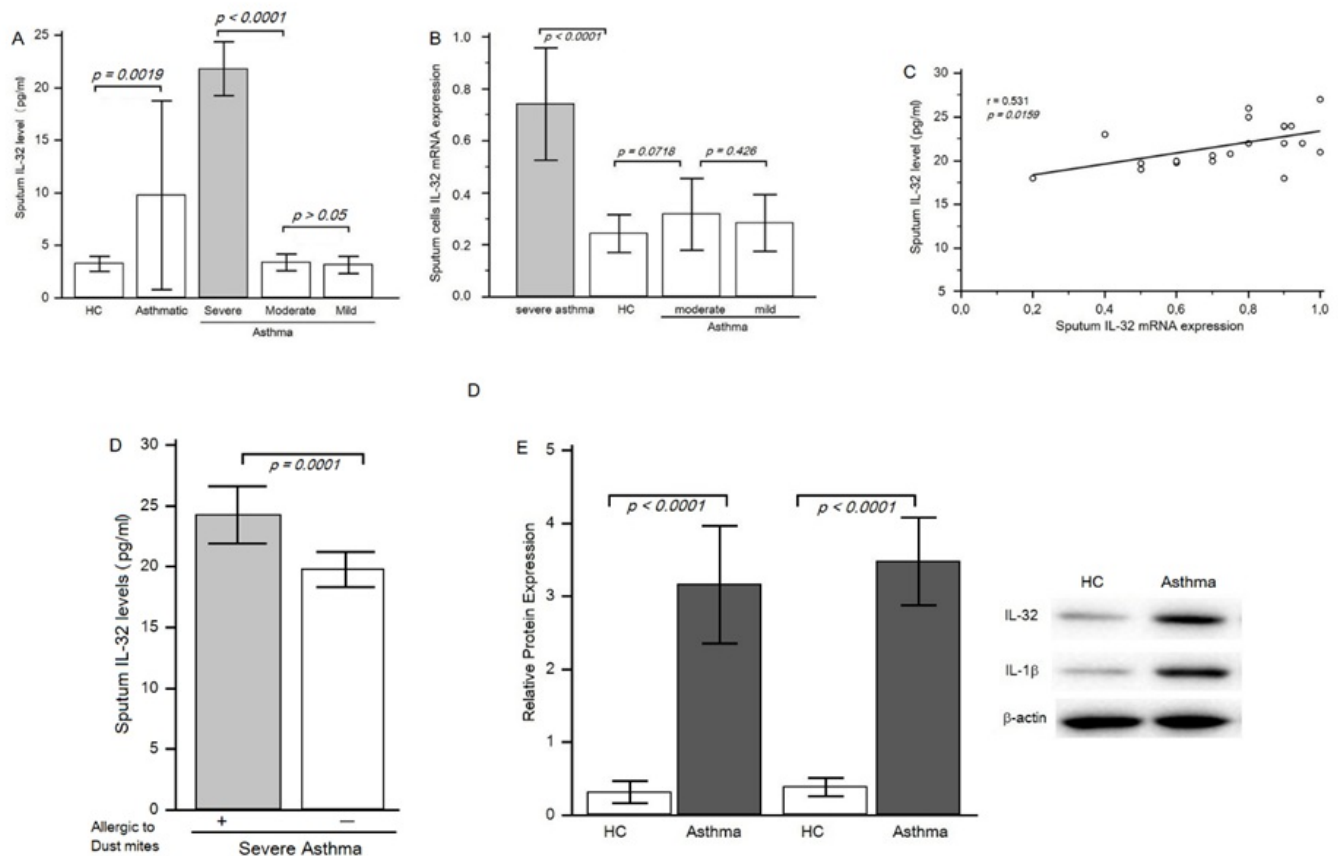 A
Sputum IL-32 level (pg/ml)
25
20
15
10
5
0
p = 0.0019
p < 0.0001
p > 0.05
HC
Asthmatic
Severe
Moderate
Mild
Asthma
B
Sputum cells IL-32 mRNA expression
1.0
0.8
0.6
0.4
0.2
0.0
p < 0.0001
p = 0.0718
p = 0.426
severe asthma
HC
moderate
mild
Asthma
C
Sputum IL-32 level (pg/ml)
30
25
20
15
10
5
r = 0.531
p = 0.0159
0,0
0,2
0,4
0,6
0,8
1,0
Sputum IL-32 mRNA expression
D
D
Sputum IL-32 levels (pg/ml)
30
25
20
15
10
5
0
p = 0.0001
Allergic to
Dust mites
+
—
Severe Asthma
E
Relative Protein Expression
5
4
3
2
1
0
p < 0.0001
p < 0.0001
HC
Asthma
HC
Asthma
HC
Asthma
IL-32
IL-1β
β-actin